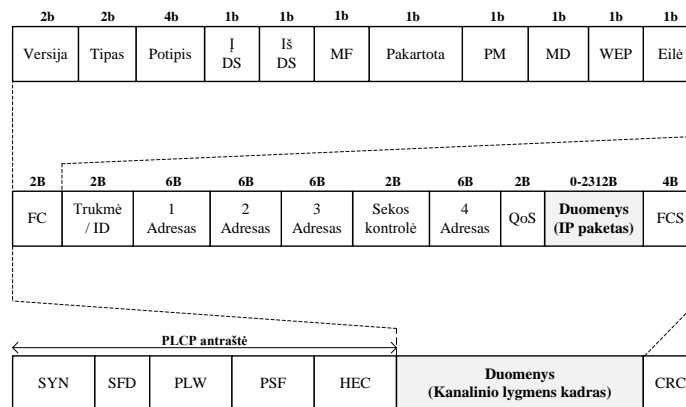 2b 2b 4b 1b 1b 1b 1b 1b 1b 1b 1b
Versija Tipas Potipis Į DS Iš DS MF Pakartota PM MD WEP Eilė
2B 2B 6B 6B 6B 2B 6B 2B 0-2312B 4B
FC Trukmė / ID 1 Adresas 2 Adresas 3 Adresas Sekos kontrolė 4 Adresas QoS Duomenys (IP paketas) FCS
PLCP antraštė
SYN SFD PLW PSF HEC Duomenys (Kanalinio lygmens kadras) CRC